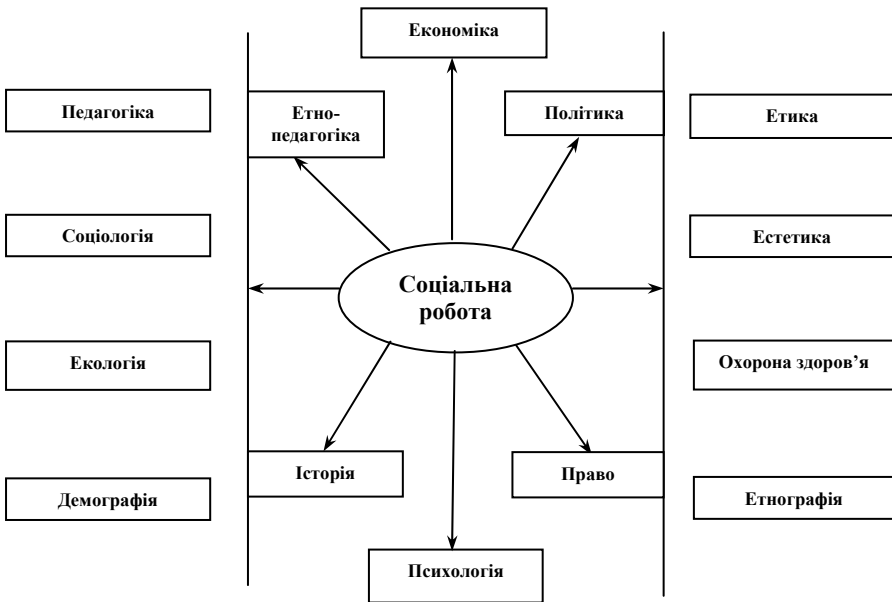 Економіка
Педагогіка
Етно-
педагогіка
Політика
Етика
Соціологія
Естетика
Соціальна
робота
Екологія
Охорона здоров’я
Історія
Право
Демографія
Етнографія
Психологія